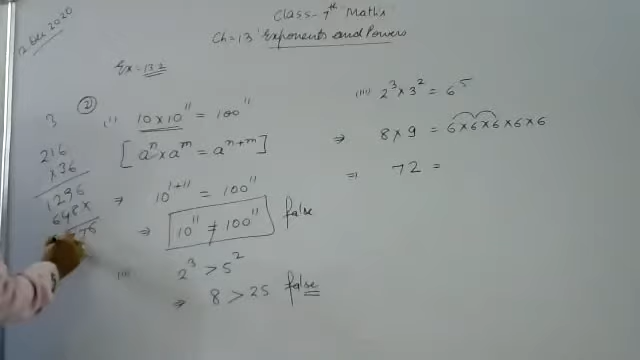 12 Dec 2020
Class - 7th Maths
Ch-13 Exponents and Powers
Ex = 13.2
②
(i) 10 × 10¹¹ = 100¹¹
[aⁿ × aᵐ = aⁿ⁺ᵐ]
⇒ 10¹⁺¹¹ = 100¹¹
⇒ 10¹¹ ≠ 100¹¹ false
(ii) 2³ > 5²
⇒ 8 > 25 false
(iii) 2³ × 3² = 6⁵
⇒ 8 × 9 = 6 × 6 × 6 × 6 × 6
⇒ 72 =
3
216
× 36
1296
648×
76